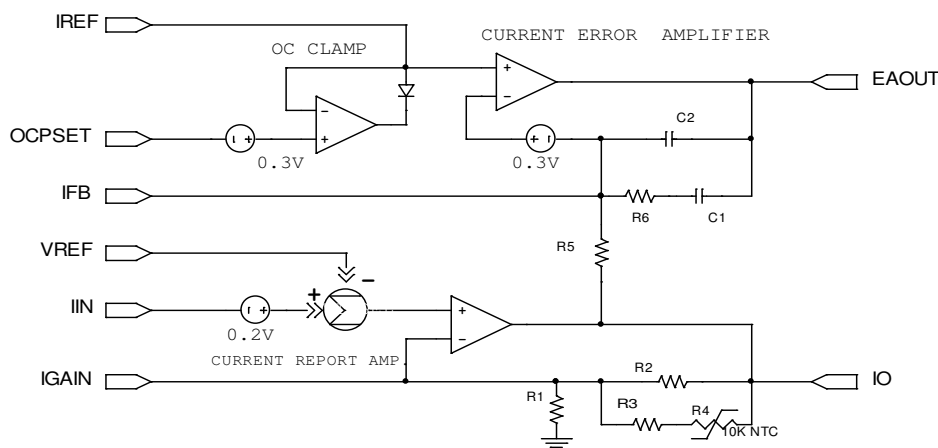 IREF
OC CLAMP
CURRENT ERROR AMPLIFIER
+
-
EAOUT
-
+
OCPSET
+
0.3V
+
0.3V
C2
IFB
R6
C1
R5
VREF
-
+
IIN
+
0.2V
+
-
CURRENT REPORT AMP
IGAIN
R2
IO
R1
R3
R4
10K NTC